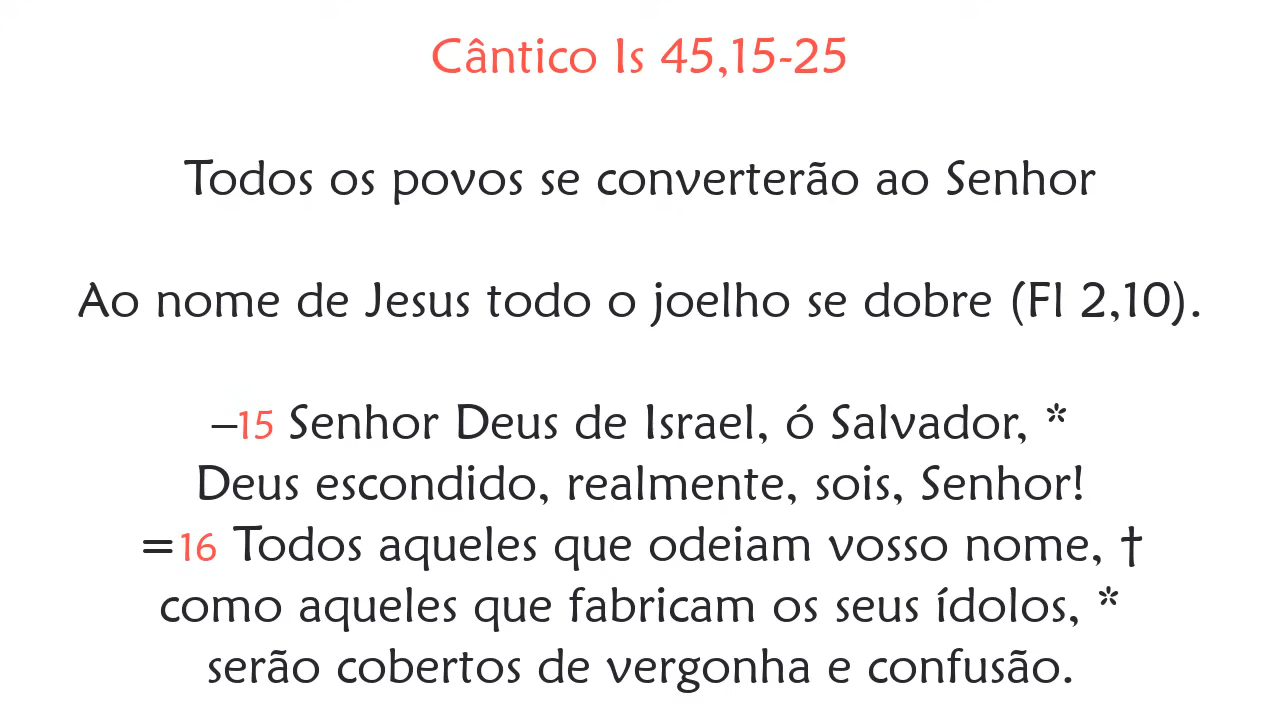 Cântico Is 45,15-25
Todos os povos se converterão ao Senhor
Ao nome de Jesus todo o joelho se dobre (Fl 2,10).
–15 Senhor Deus de Israel, ó Salvador, *
Deus escondido, realmente, sois, Senhor!
=16 Todos aqueles que odeiam vosso nome, †
como aqueles que fabricam os seus ídolos, *
serão cobertos de vergonha e confusão.